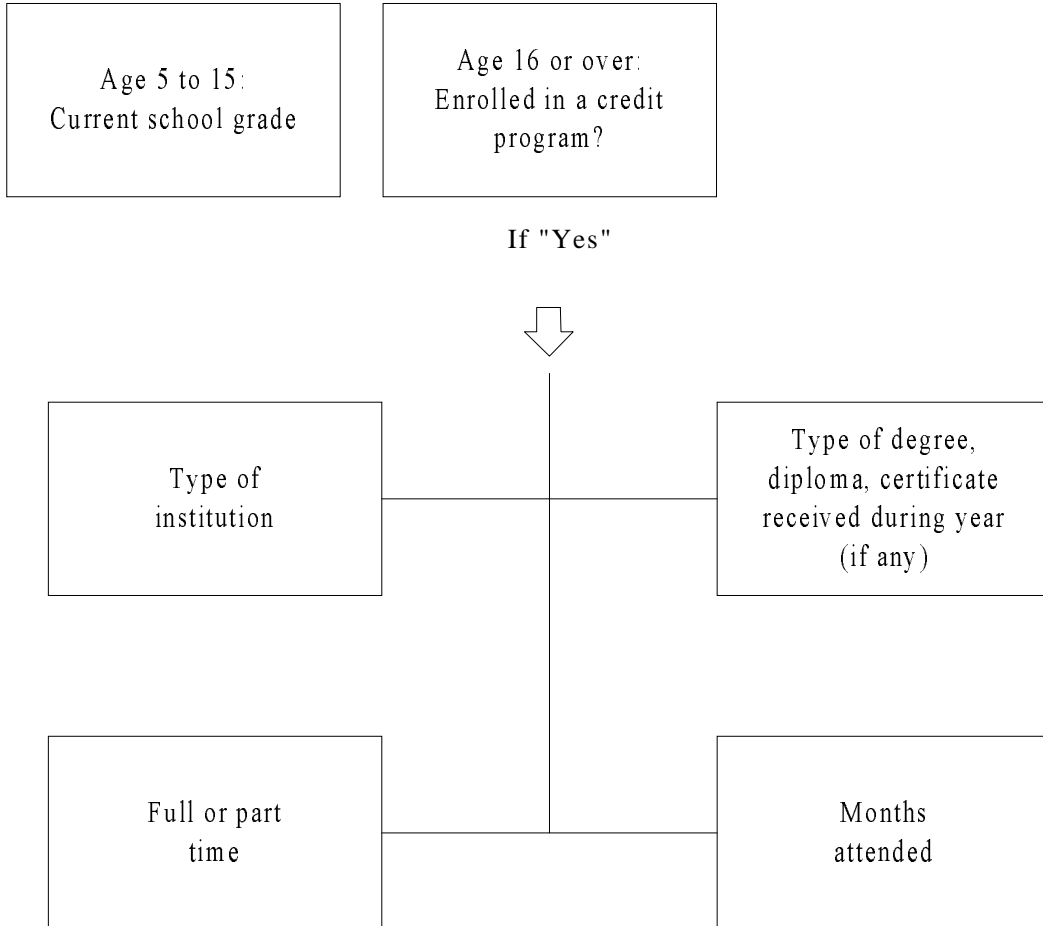 Age 5 to 15:
Current school grade
Age 16 or over:
Enrolled in a credit
program?
If "Yes"
Type of
institution
Type of degree,
diploma, certificate
received during year
(if any)
Full or part
time
Months
attended